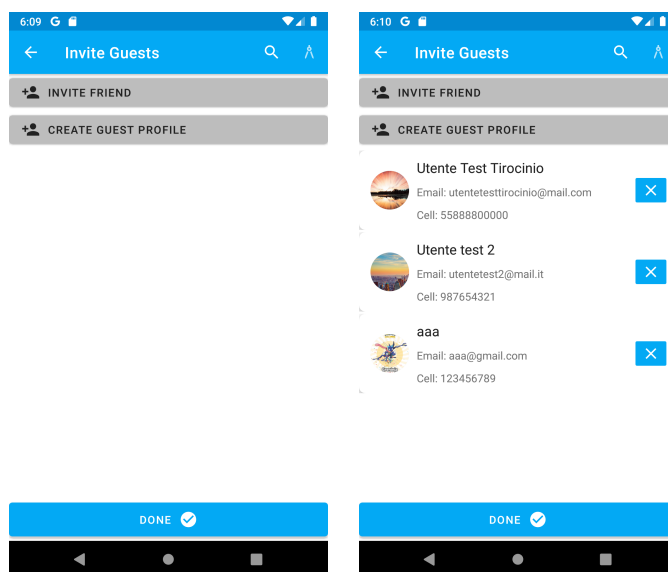 6:09 G
Invite Guests
INVITE FRIEND
CREATE GUEST PROFILE
DONE
6:10 G
Invite Guests
INVITE FRIEND
CREATE GUEST PROFILE
Utente Test Tirocinio
Email: utentetesttirocinio@mail.com
Cell: 55888800000
Utente test 2
Email: utentetest2@mail.it
Cell: 987654321
aaa
Email: aaa@gmail.com
Cell: 123456789
DONE